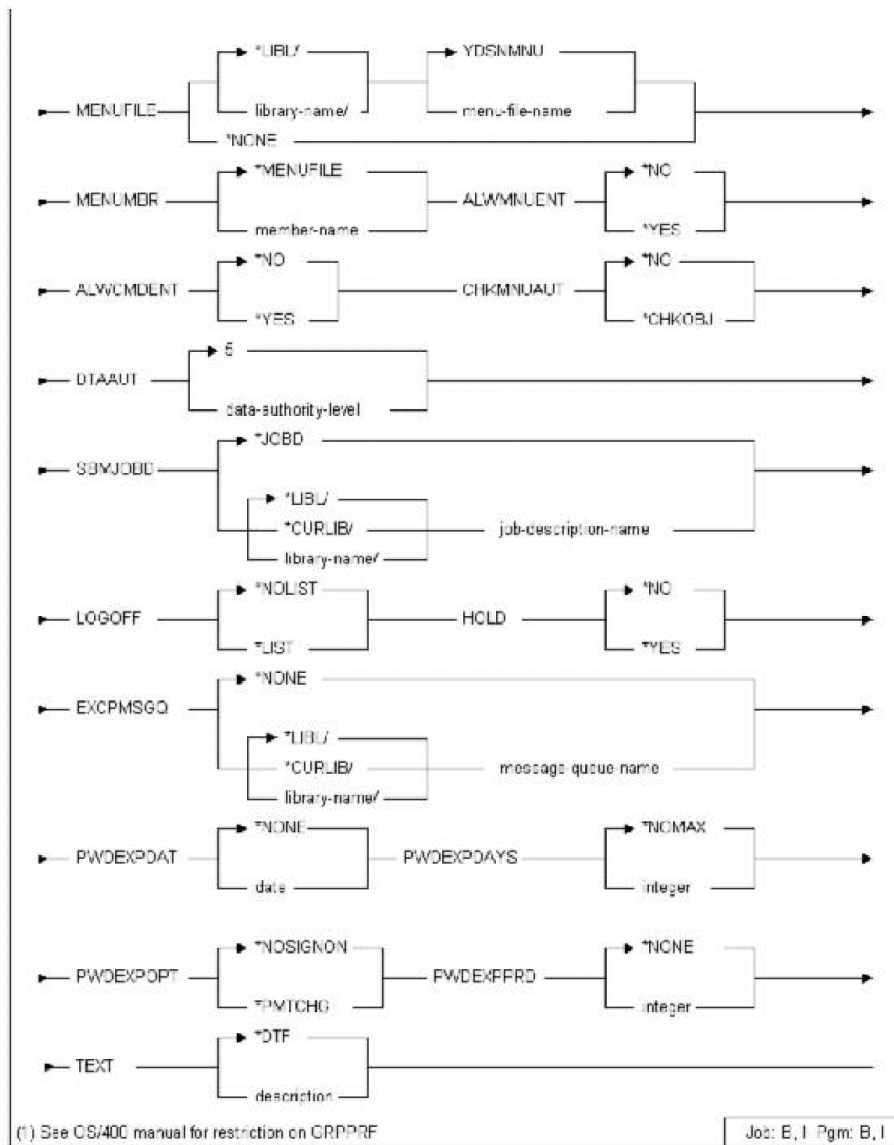 *LIBL/ YDSNMNU
library-name/ menu-file-name
MENUFILE
*NONE
*MENUFILE *NO
MENUMBR ALWMNUENT
member-name *YES
*NO *NO
ALWCMDENT CHKMNUAUT
*YES *CHKOBJ
5
DTAAUT
data-authority-level
*JOBD
SBMJOBD
*LIBL/
*CURLIB/ job-description-name
library-name/
*NOLIST *NO
LOGOFF HOLD
*LIST *YES
*NONE
EXCPMSGQ
*LIBL/
*CURLIB/ message-queue-name
library-name/
*NONE *NOMAX
PWDEXPDAT PWDEXPDAYS
date integer
*NOSIGNON *NONE
PWDEXPOPT PWDEXPPRD
*PMTCHG integer
*DTF
TEXT
description
(1) See OS/400 manual for restriction on GRPPRF Job: B, I Pgm: B, I